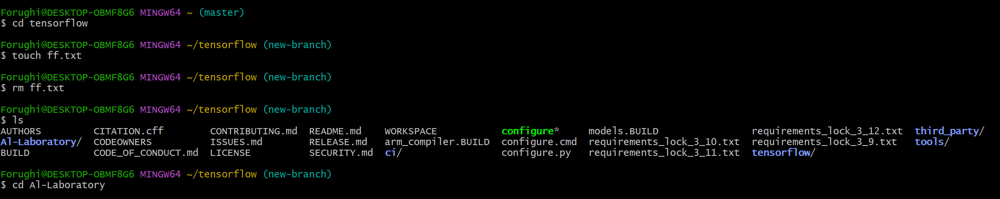 Forughi@DESKTOP-OBMF8G6 MINGW64 ~ (master)
$ cd tensorflow
Forughi@DESKTOP-OBMF8G6 MINGW64 ~/tensorflow (new-branch)
$ touch ff.txt
Forughi@DESKTOP-OBMF8G6 MINGW64 ~/tensorflow (new-branch)
$ rm ff.txt
Forughi@DESKTOP-OBMF8G6 MINGW64 ~/tensorflow (new-branch)
$ ls
AUTHORS CITATION.cff CONTRIBUTING.md README.md WORKSPACE configure* models.BUILD requirements_lock_3_12.txt third_party/
Al-Laboratory/ CODEOWNERS ISSUES.md RELEASE.md arm_compiler.BUILD configure.cmd requirements_lock_3_10.txt requirements_lock_3_9.txt tools/
BUILD CODE_OF_CONDUCT.md LICENSE SECURITY.md ci/ configure.py requirements_lock_3_11.txt tensorflow/
Forughi@DESKTOP-OBMF8G6 MINGW64 ~/tensorflow (new-branch)
$ cd Al-Laboratory